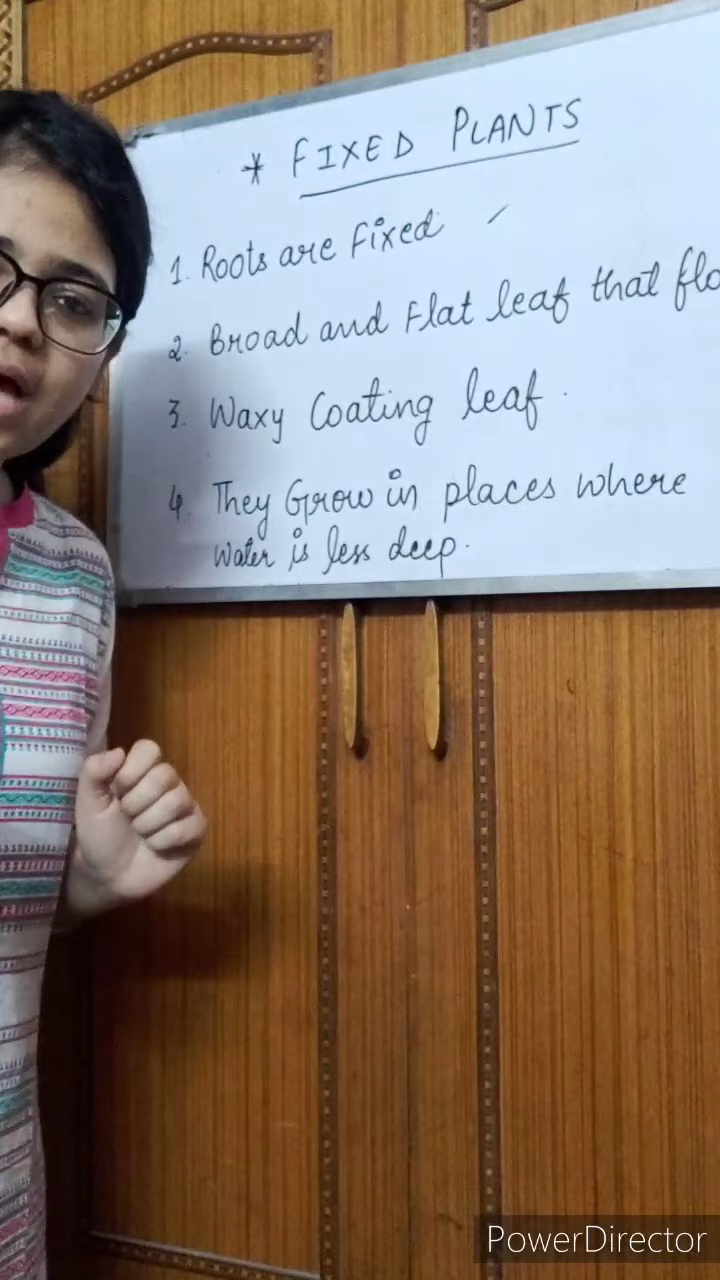 * FIXED PLANTS
1. Roots are fixed
2. Broad and Flat leaf that
3. Waxy Coating leaf.
4. They Grow in places where
water is less deep.
PowerDirector